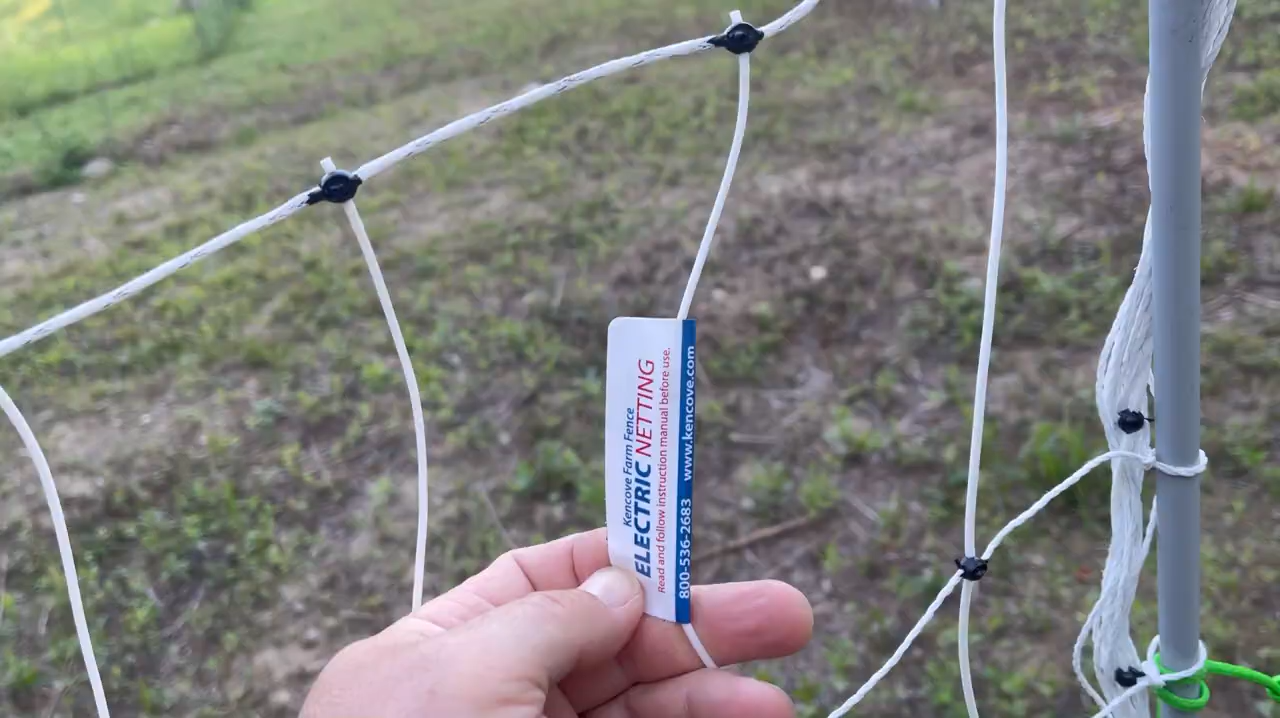 Kencove Farm Fence
ELECTRIC NETTING
Read and follow instruction manual before use.
800-536-2683 www.kencove.com